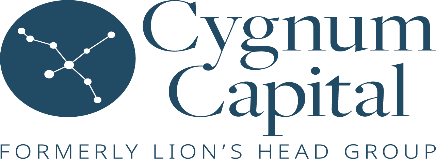 Cygnum
Capital
FORMERLY LION'S HEAD GROUP